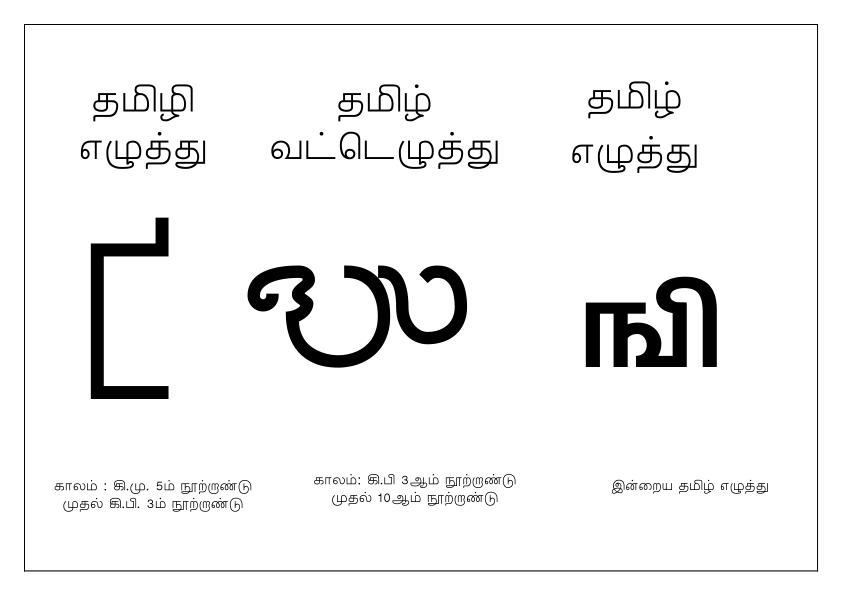 தமிழி
எழுத்து
தமிழ்
வட்டெழுத்து
தமிழ்
எழுத்து
ஙி
காலம் : கி.மு. 5ம் நூற்றாண்டு
முதல் கி.பி. 3ம் நூற்றாண்டு
காலம்: கி.பி 3ஆம் நூற்றாண்டு
முதல் 10ஆம் நூற்றாண்டு
இன்றைய தமிழ் எழுத்து